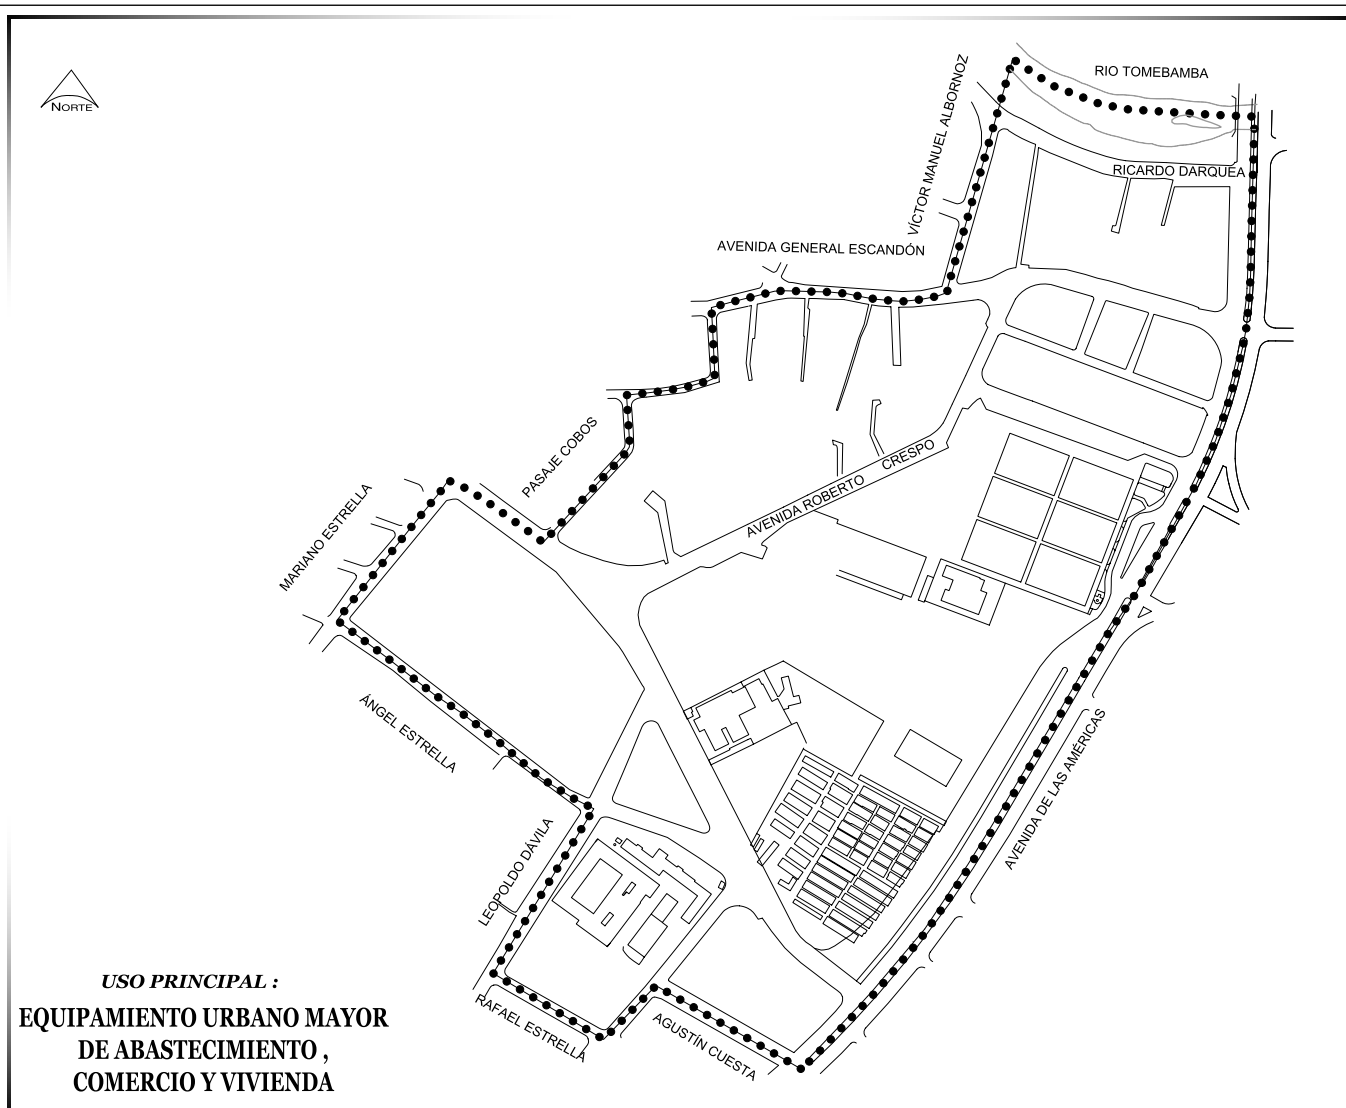 NORTE
RIO TOMEBAMBA
VÍCTOR MANUEL ALBORNOZ
RICARDO DARQUEA
AVENIDA GENERAL ESCANDÓN
PASAJE COBOS
AVENIDA ROBERTO CRESPO
MARIANO ESTRELLA
ÁNGEL ESTRELLA
AVENIDA DE LAS AMÉRICAS
LEOPOLDO DÁVILA
RAFAEL ESTRELLA
AGUSTÍN CUESTA
USO PRINCIPAL :
EQUIPAMIENTO URBANO MAYOR
DE ABASTECIMIENTO ,
COMERCIO Y VIVIENDA